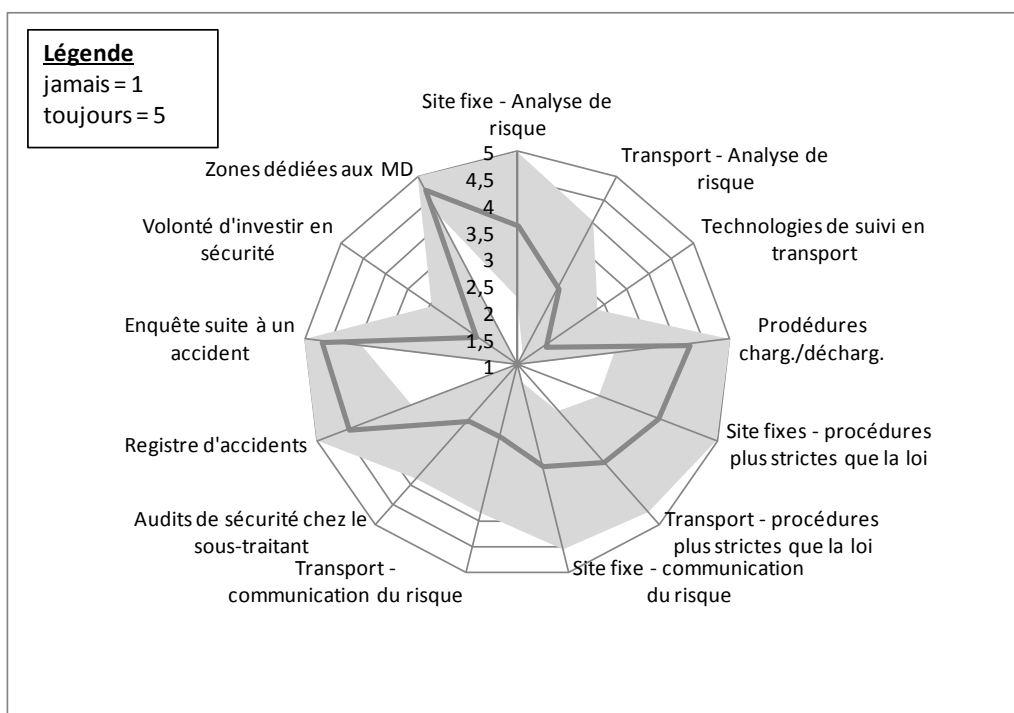 Légende
jamais = 1
toujours = 5
Site fixe - Analyse de
risque
Transport - Analyse de
risque
Technologies de suivi en
transport
Prodédures
charg./décharg.
Site fixes - procédures
plus strictes que la loi
Transport - procédures
plus strictes que la loi
Site fixe - communication
du risque
Transport -
communication du risque
Audits de sécurité chez le
sous-traitant
Registre d'accidents
Enquête suite à un
accident
Volonté d'investir en
sécurité
Zones dédiées aux MD
5
4,5
4
3,5
3
2,5
2
1,5
1